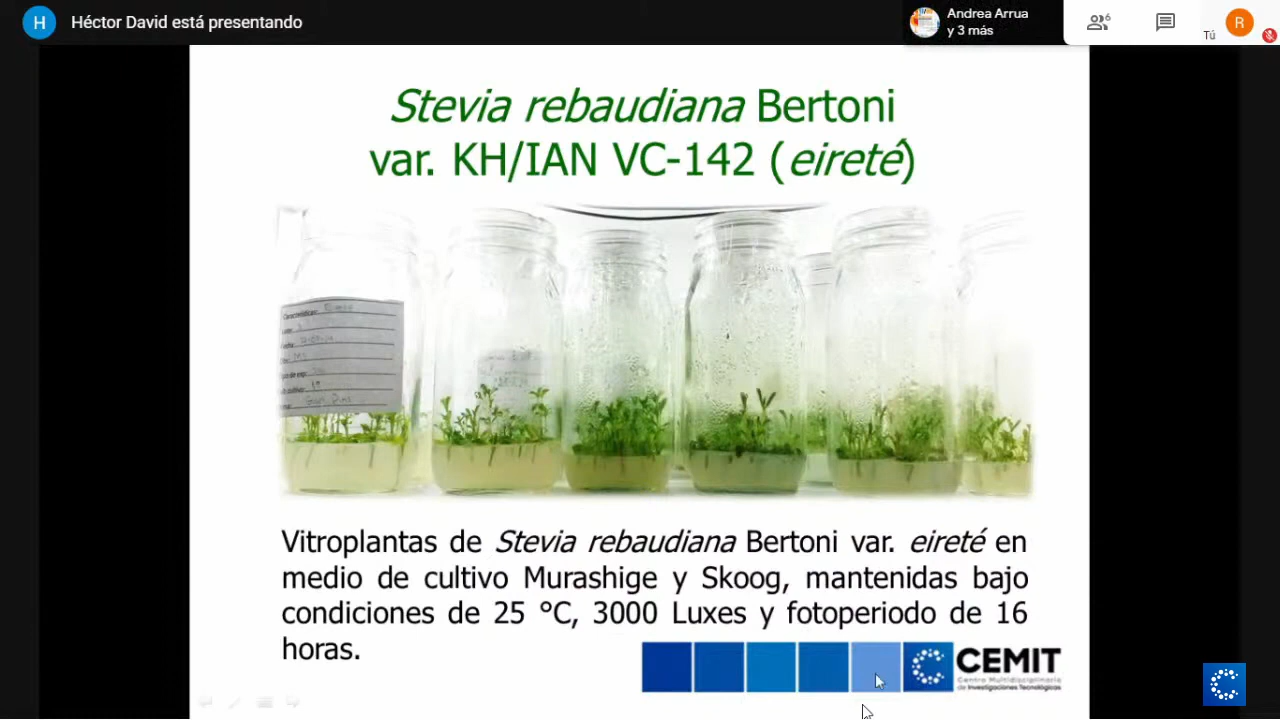 H Héctor David está presentando
Andrea Arrua
y 3 más
6
Tú
R
Stevia rebaudiana Bertoni
var. KH/IAN VC-142 (eireté)
Vitroplantas de Stevia rebaudiana Bertoni var. eireté en
medio de cultivo Murashige y Skoog, mantenidas bajo
condiciones de 25 °C, 3000 Luxes y fotoperiodo de 16
horas.
CEMIT
Centro Multidisciplinario
de Investigaciones Tecnológicas